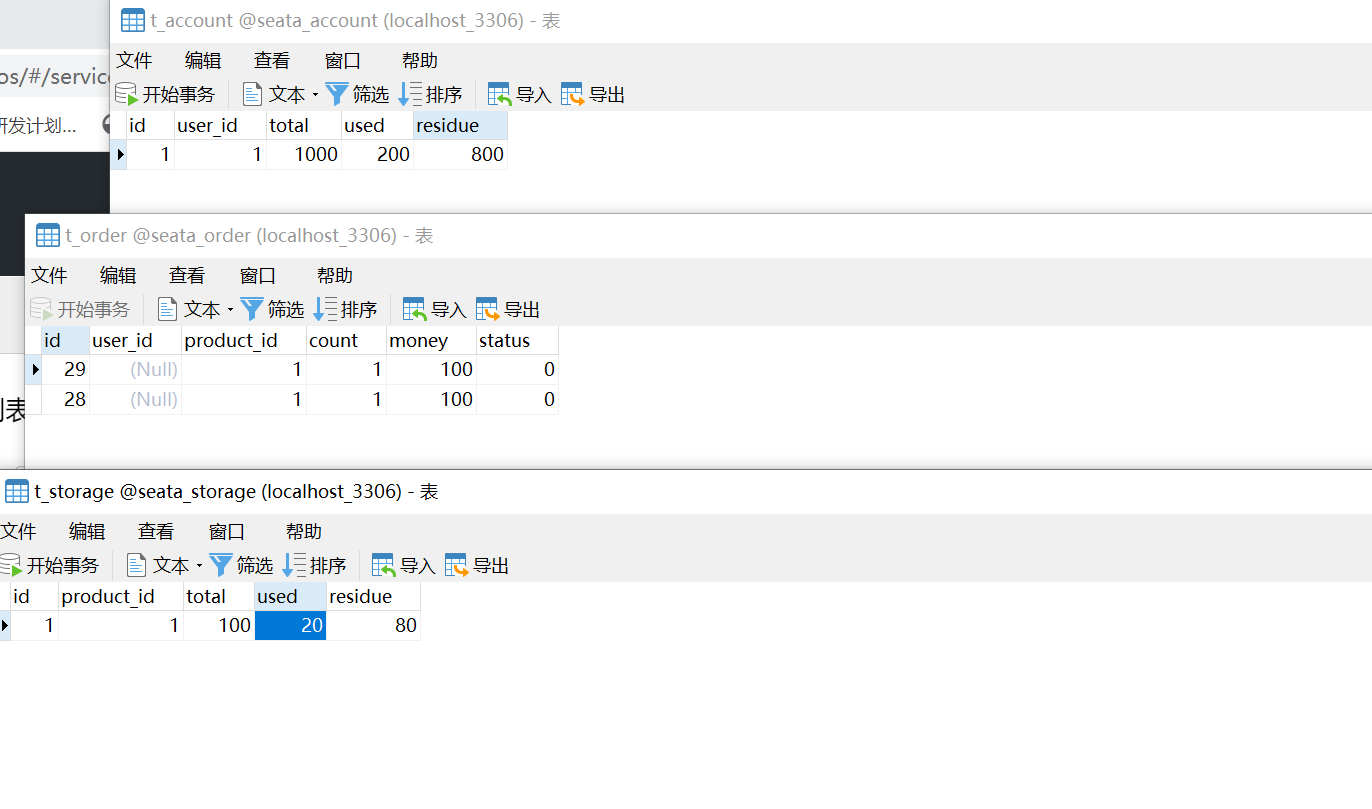 t_account @seata_account (localhost_3306) - 表
文件 编辑 查看 窗口 帮助
os/#/servic
开始事务 文本 筛选 排序 导入 导出
研发计划...
id user_id total used residue
1 1 1000 200 800
t_order @seata_order (localhost_3306) - 表
文件 编辑 查看 窗口 帮助
开始事务 文本 筛选 排序 导入 导出
id user_id product_id count money status
29 (Null) 1 1 100 0
28 (Null) 1 1 100 0
列表
t_storage @seata_storage (localhost_3306) - 表
文件 编辑 查看 窗口 帮助
开始事务 文本 筛选 排序 导入 导出
id product_id total used residue
1 1 100 20 80